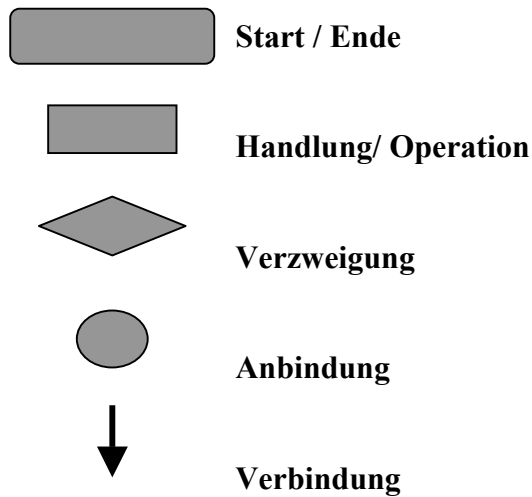 Start / Ende
Handlung/ Operation
Verzweigung
Anbindung
Verbindung